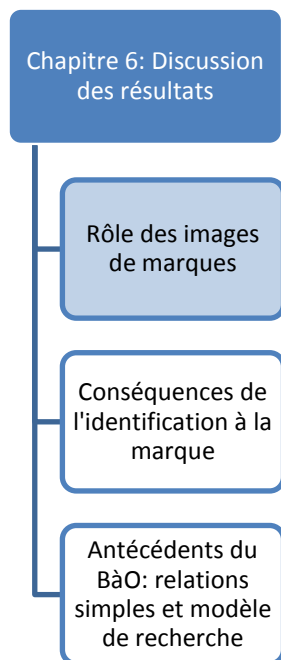 Chapitre 6: Discussion
des résultats
Rôle des images
de marques
Conséquences de
l'identification à la
marque
Antécédents du
BàO: relations
simples et modèle
de recherche